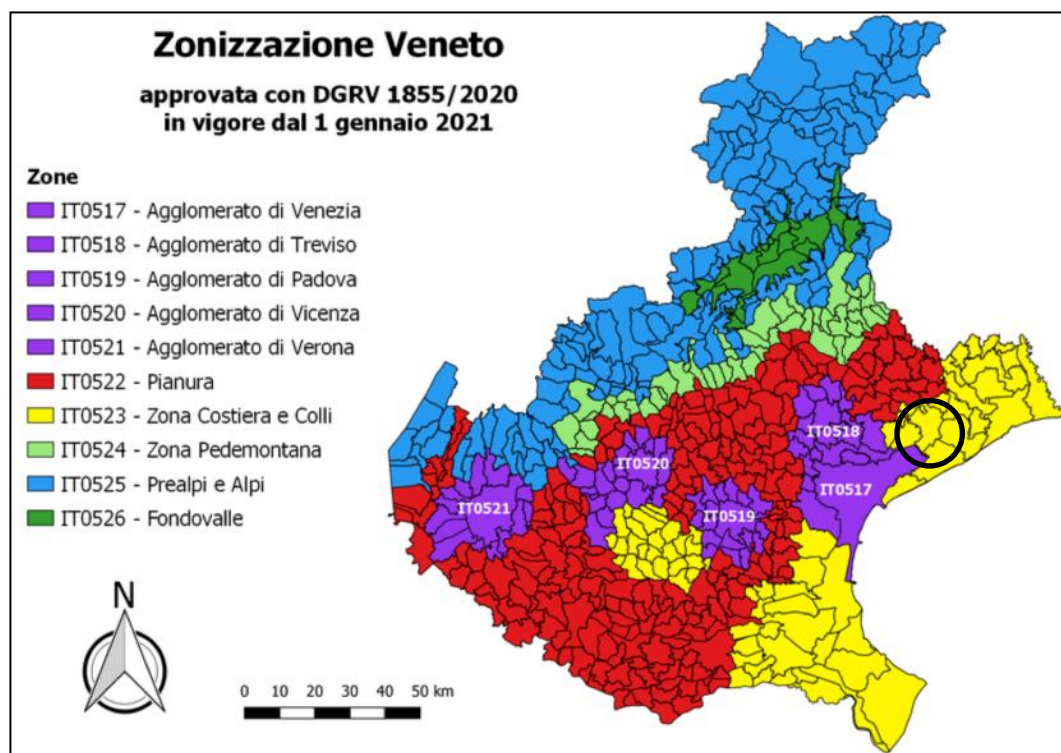 Zonizzazione Veneto
approvata con DGRV 1855/2020
in vigore dal 1 gennaio 2021
Zone
IT0517 - Agglomerato di Venezia
IT0518 - Agglomerato di Treviso
IT0519 - Agglomerato di Padova
IT0520 - Agglomerato di Vicenza
IT0521 - Agglomerato di Verona
IT0522 - Pianura
IT0523 - Zona Costiera e Colli
IT0524 - Zona Pedemontana
IT0525 - Prealpi e Alpi
IT0526 - Fondovalle
IT0518
IT0520
IT0517
IT0521
IT0519
N
0 10 20 30 40 50 km